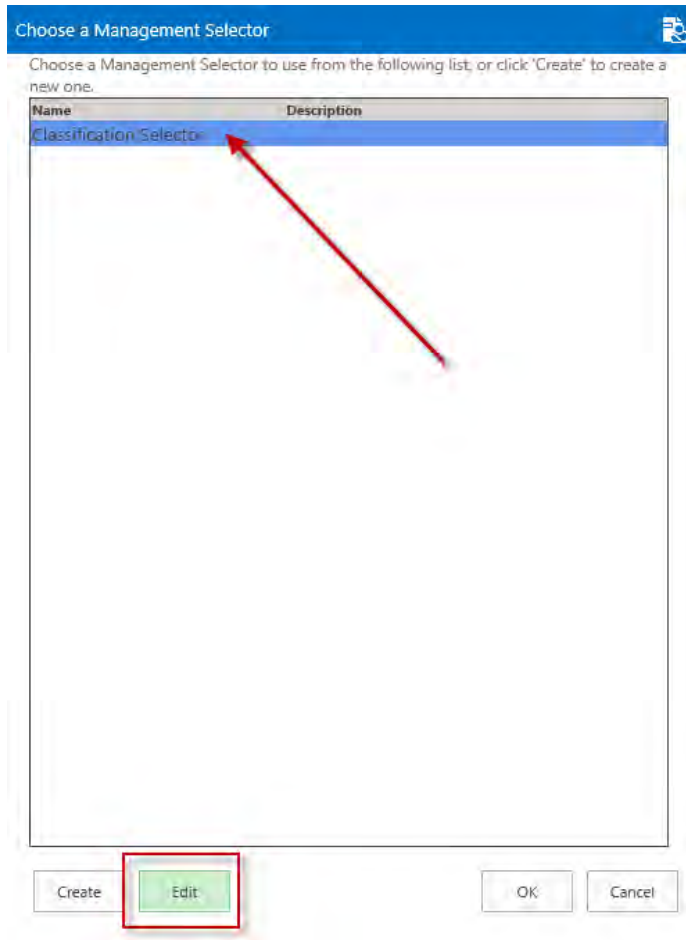 Choose a Management Selector
Choose a Management Selector to use from the following list, or click 'Create' to create a
new one.
Name Description
Classification Selector
Create Edit OK Cancel